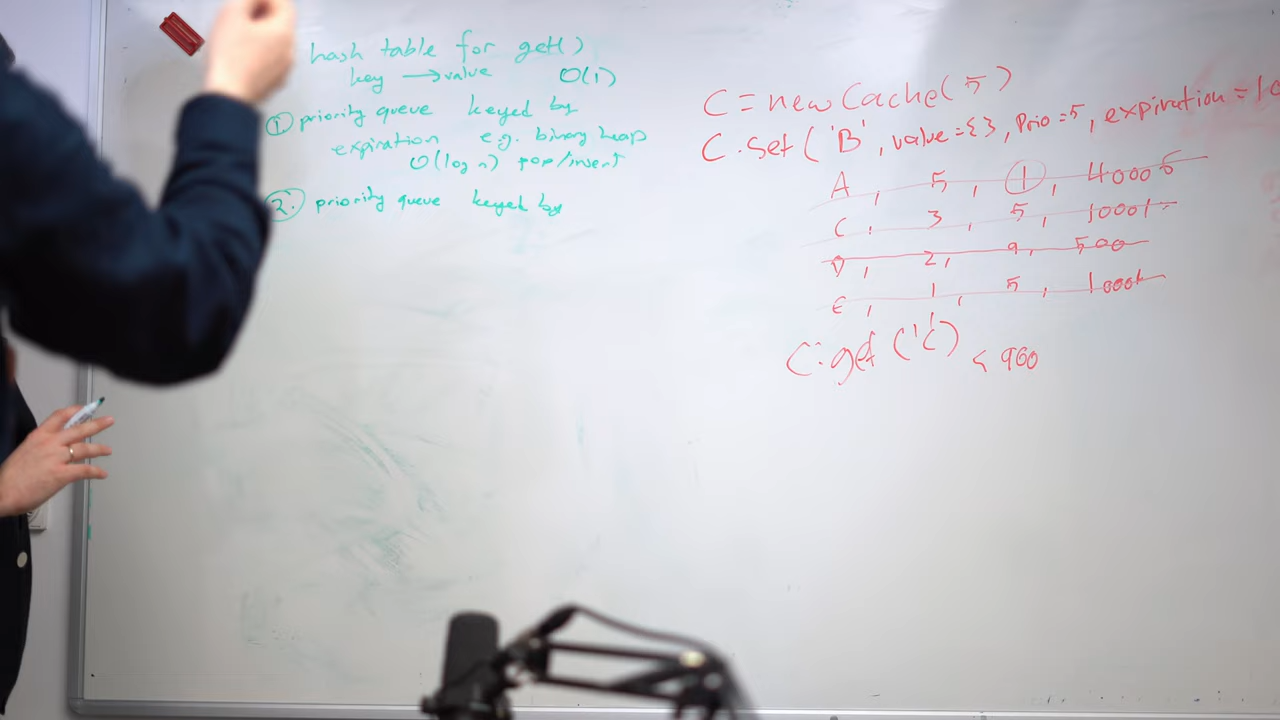 hash table for get()
key → value O(1)
① priority queue keyed by
expiration e.g. binary heap
O(log n) pop/insert
②. priority queue keyed by
C = new Cache(5)
C.set('B', value={}, Prio=5, expiration=10
A, 5, ①, 4000
C, 3, 5, 1000
D, 2, 9, 500
E, 1, 5, 1000
C.get('C') < 900